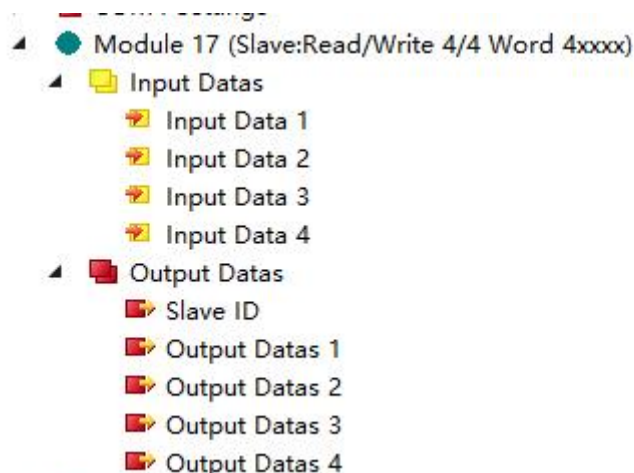 Module 17 (Slave:Read/Write 4/4 Word 4xxxx)
Input Datas
Input Data 1
Input Data 2
Input Data 3
Input Data 4
Output Datas
Slave ID
Output Datas 1
Output Datas 2
Output Datas 3
Output Datas 4